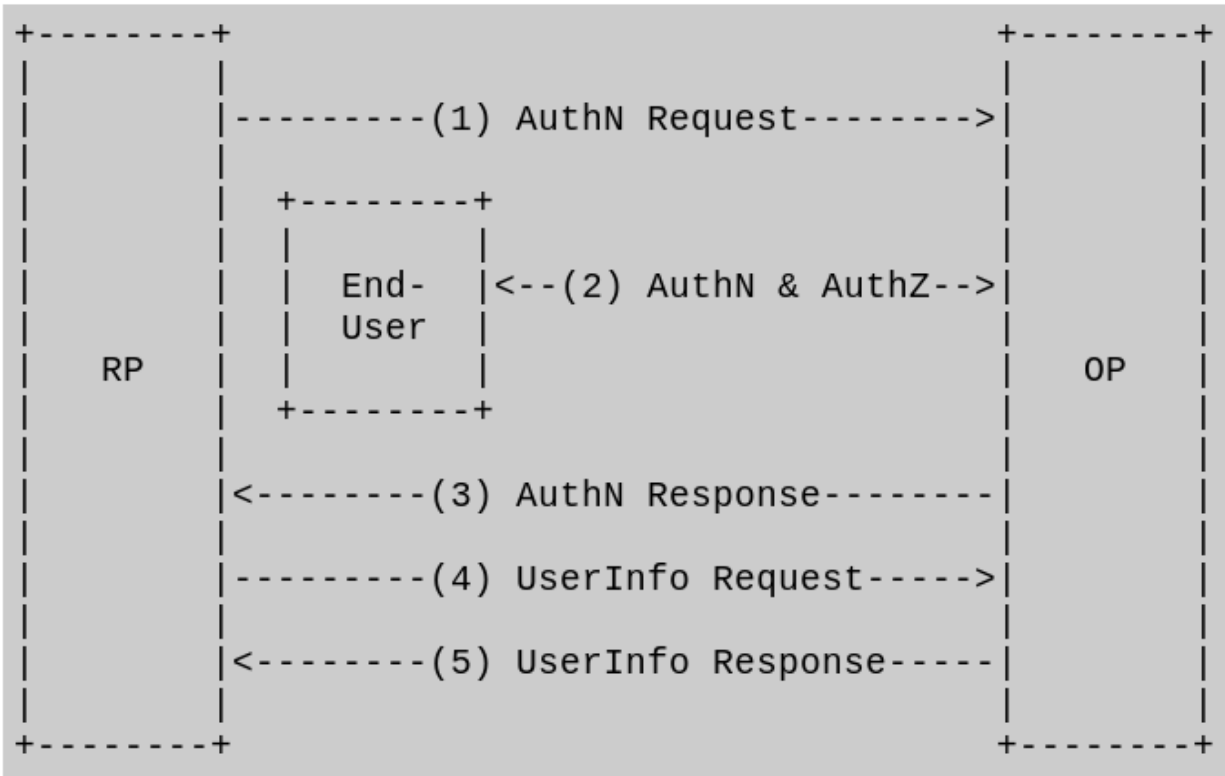 +--------+                                   +--------+
|        |                                   |        |
|        |---------(1) AuthN Request-------->|        |
|        |                                   |        |
|        |  +--------+                       |        |
|        |  |        |                       |        |
|        |  |  End-  |<--(2) AuthN & AuthZ-->|        |
|        |  |  User  |                       |        |
|   RP   |  |        |                       |   OP   |
|        |  +--------+                       |        |
|        |                                   |        |
|        |<--------(3) AuthN Response--------|        |
|        |                                   |        |
|        |---------(4) UserInfo Request----->|        |
|        |                                   |        |
|        |<--------(5) UserInfo Response-----|        |
|        |                                   |        |
+--------+                                   +--------+